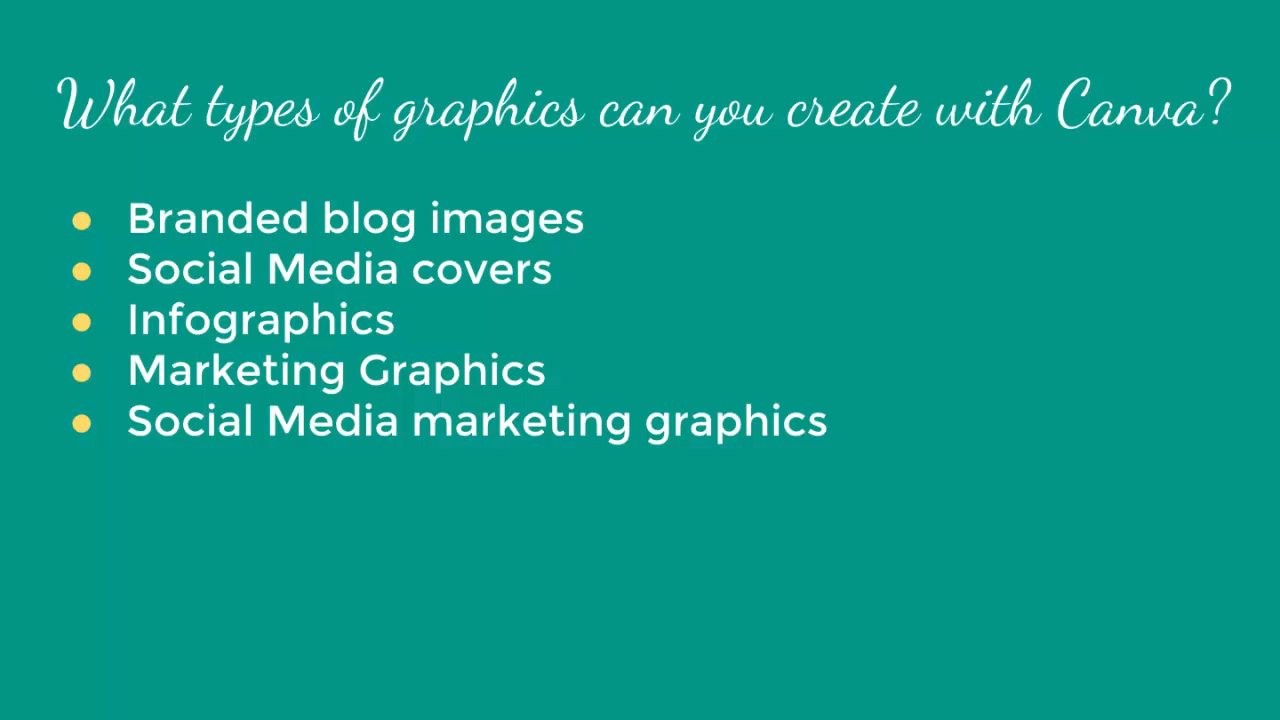 What types of graphics can you create with Canva?
● Branded blog images
● Social Media covers
● Infographics
● Marketing Graphics
● Social Media marketing graphics